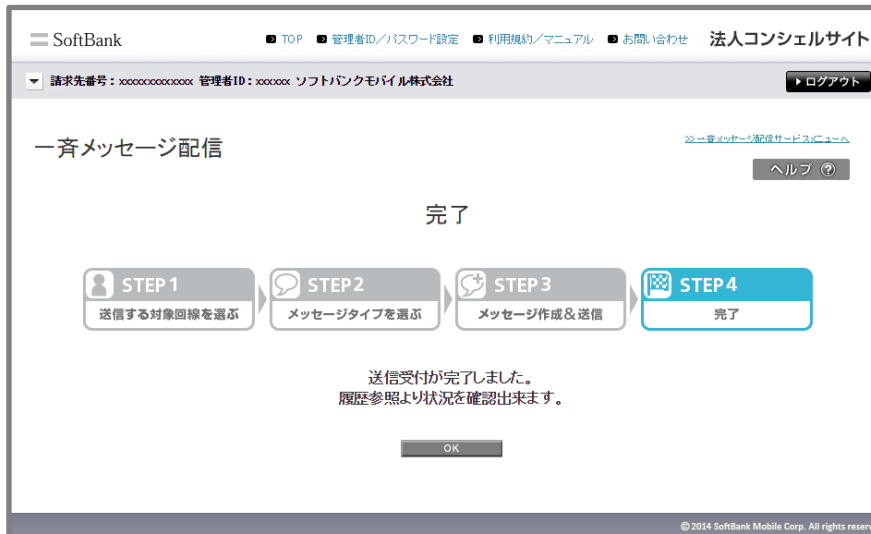 SoftBank
TOP 管理者ID／パスワード設定 利用規約／マニュアル お問い合わせ 法人コンシェルサイト
請求先番号：xxxxxxxxxxxxx 管理者ID：xxxxxx ソフトバンクモバイル株式会社
ログアウト
一斉メッセージ配信
>>一斉メッセージ配信サービスメニューへ
ヘルプ ?
完了
STEP1
送信する対象回線を選ぶ
STEP2
メッセージタイプを選ぶ
STEP3
メッセージ作成＆送信
STEP4
完了
送信受付が完了しました。
履歴参照より状況を確認出来ます。
OK
© 2014 SoftBank Mobile Corp. All rights reserv